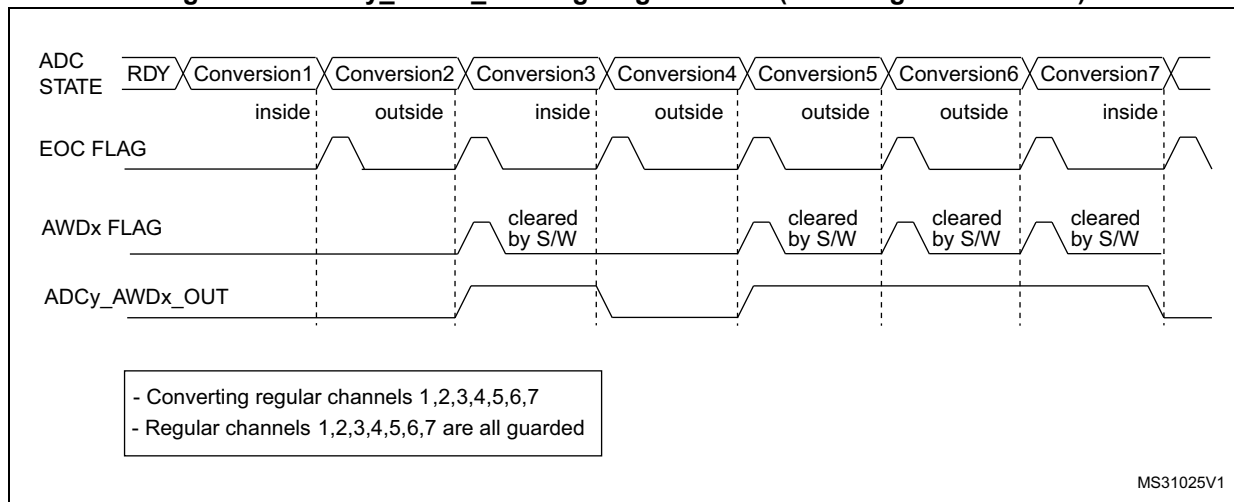 ADC
STATE
RDY Conversion1 Conversion2 Conversion3 Conversion4 Conversion5 Conversion6 Conversion7
inside outside inside outside outside outside inside
EOC FLAG
AWDx FLAG
cleared
by S/W
cleared
by S/W
cleared
by S/W
cleared
by S/W
ADCy_AWDx_OUT
- Converting regular channels 1,2,3,4,5,6,7
- Regular channels 1,2,3,4,5,6,7 are all guarded
MS31025V1